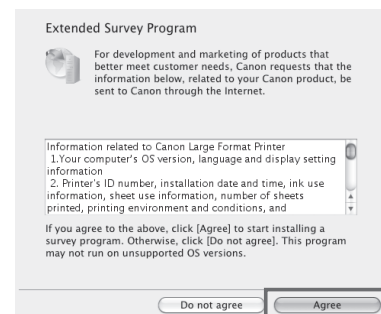 Extended Survey Program
For development and marketing of products that
better meet customer needs, Canon requests that the
information below, related to your Canon product, be
sent to Canon through the Internet.
Information related to Canon Large Format Printer
1.Your computer's OS version, language and display setting
information
2. Printer's ID number, installation date and time, ink use
information, sheet use information, number of sheets
printed, printing environment and conditions, and
If you agree to the above, click [Agree] to start installing a
survey program. Otherwise, click [Do not agree]. This program
may not run on unsupported OS versions.
Do not agree
Agree